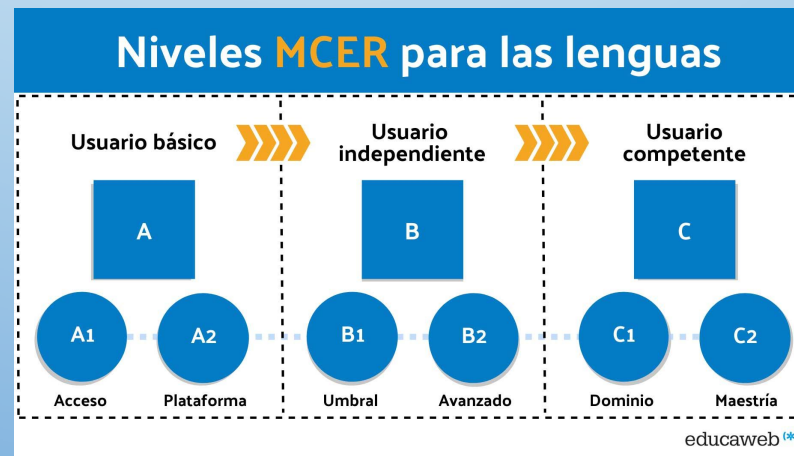 Niveles MCER para las lenguas
Usuario básico
Usuario
independiente
Usuario
competente
A
B
C
A1
A2
B1
B2
C1
C2
Acceso
Plataforma
Umbral
Avanzado
Dominio
Maestría
educaweb